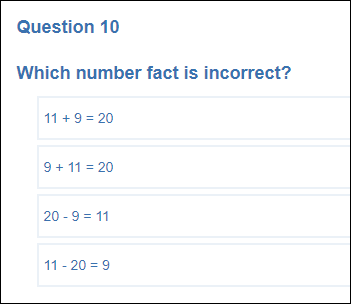 Question 10
Which number fact is incorrect?
11 + 9 = 20
9 + 11 = 20
20 - 9 = 11
11 - 20 = 9